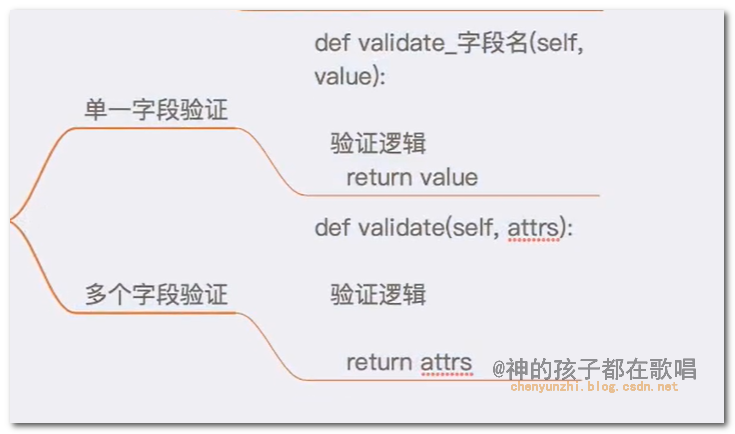 def validate_字段名(self,
value):
单一字段验证
验证逻辑
return value
def validate(self, attrs):
多个字段验证
验证逻辑
return attrs
@神的孩子都在歌唱
chenyunzhi.blog.csdn.net